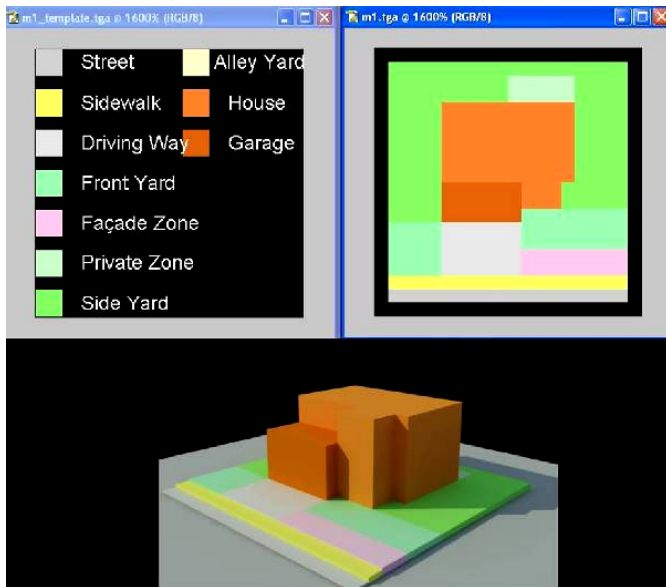 m1_template.tga @ 1600% (RGB/8)
m1.tga @ 1600% (RGB/8)
Street
Alley Yard
Sidewalk
House
Driving Way
Garage
Front Yard
Façade Zone
Private Zone
Side Yard